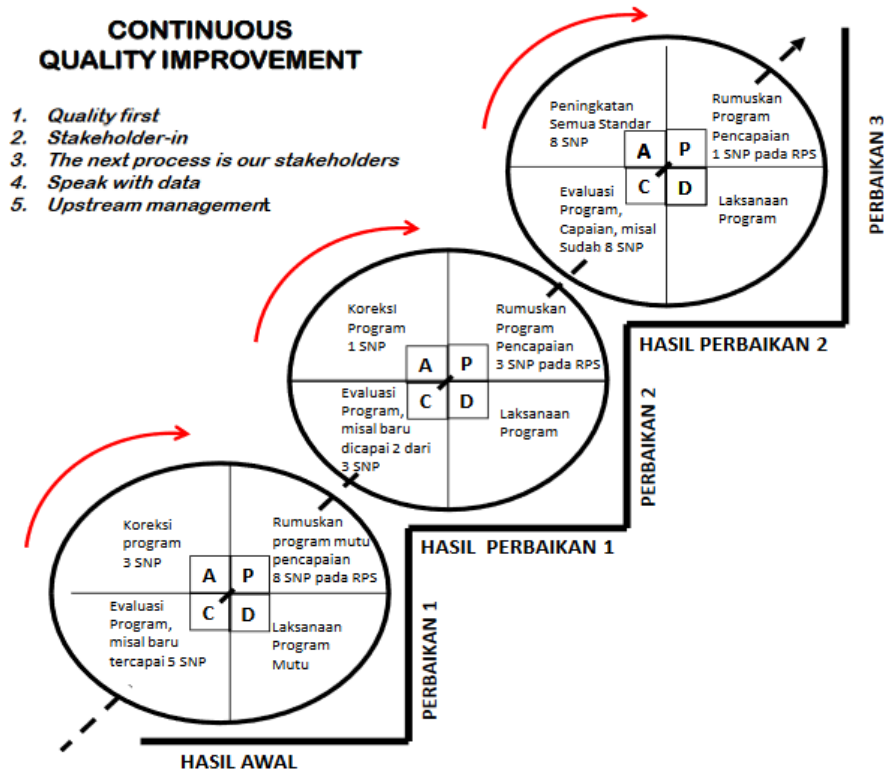 CONTINUOUS
QUALITY IMPROVEMENT
1. Quality first
2. Stakeholder-in
3. The next process is our stakeholders
4. Speak with data
5. Upstream management
Peningkatan
Semua Standar
8 SNP
Rumuskan
Program
Pencapaian
1 SNP pada RPS
A
P
C
D
Evaluasi
Program,
Capaian, misal
Sudah 8 SNP
Laksanaan
Program
PERBAIKAN 3
HASIL PERBAIKAN 2
Koreksi
Program
1 SNP
Rumuskan
Program
Pencapaian
3 SNP pada RPS
A
P
C
D
Evaluasi
Program,
misal baru
dicapai 2 dari
3 SNP
Laksanaan
Program
PERBAIKAN 2
HASIL PERBAIKAN 1
Koreksi
program
3 SNP
Rumuskan
program mutu
pencapaian
8 SNP pada RPS
A
P
C
D
Evaluasi
Program,
misal baru
tercapai 5 SNP
Laksanaan
Program
Mutu
PERBAIKAN 1
HASIL AWAL